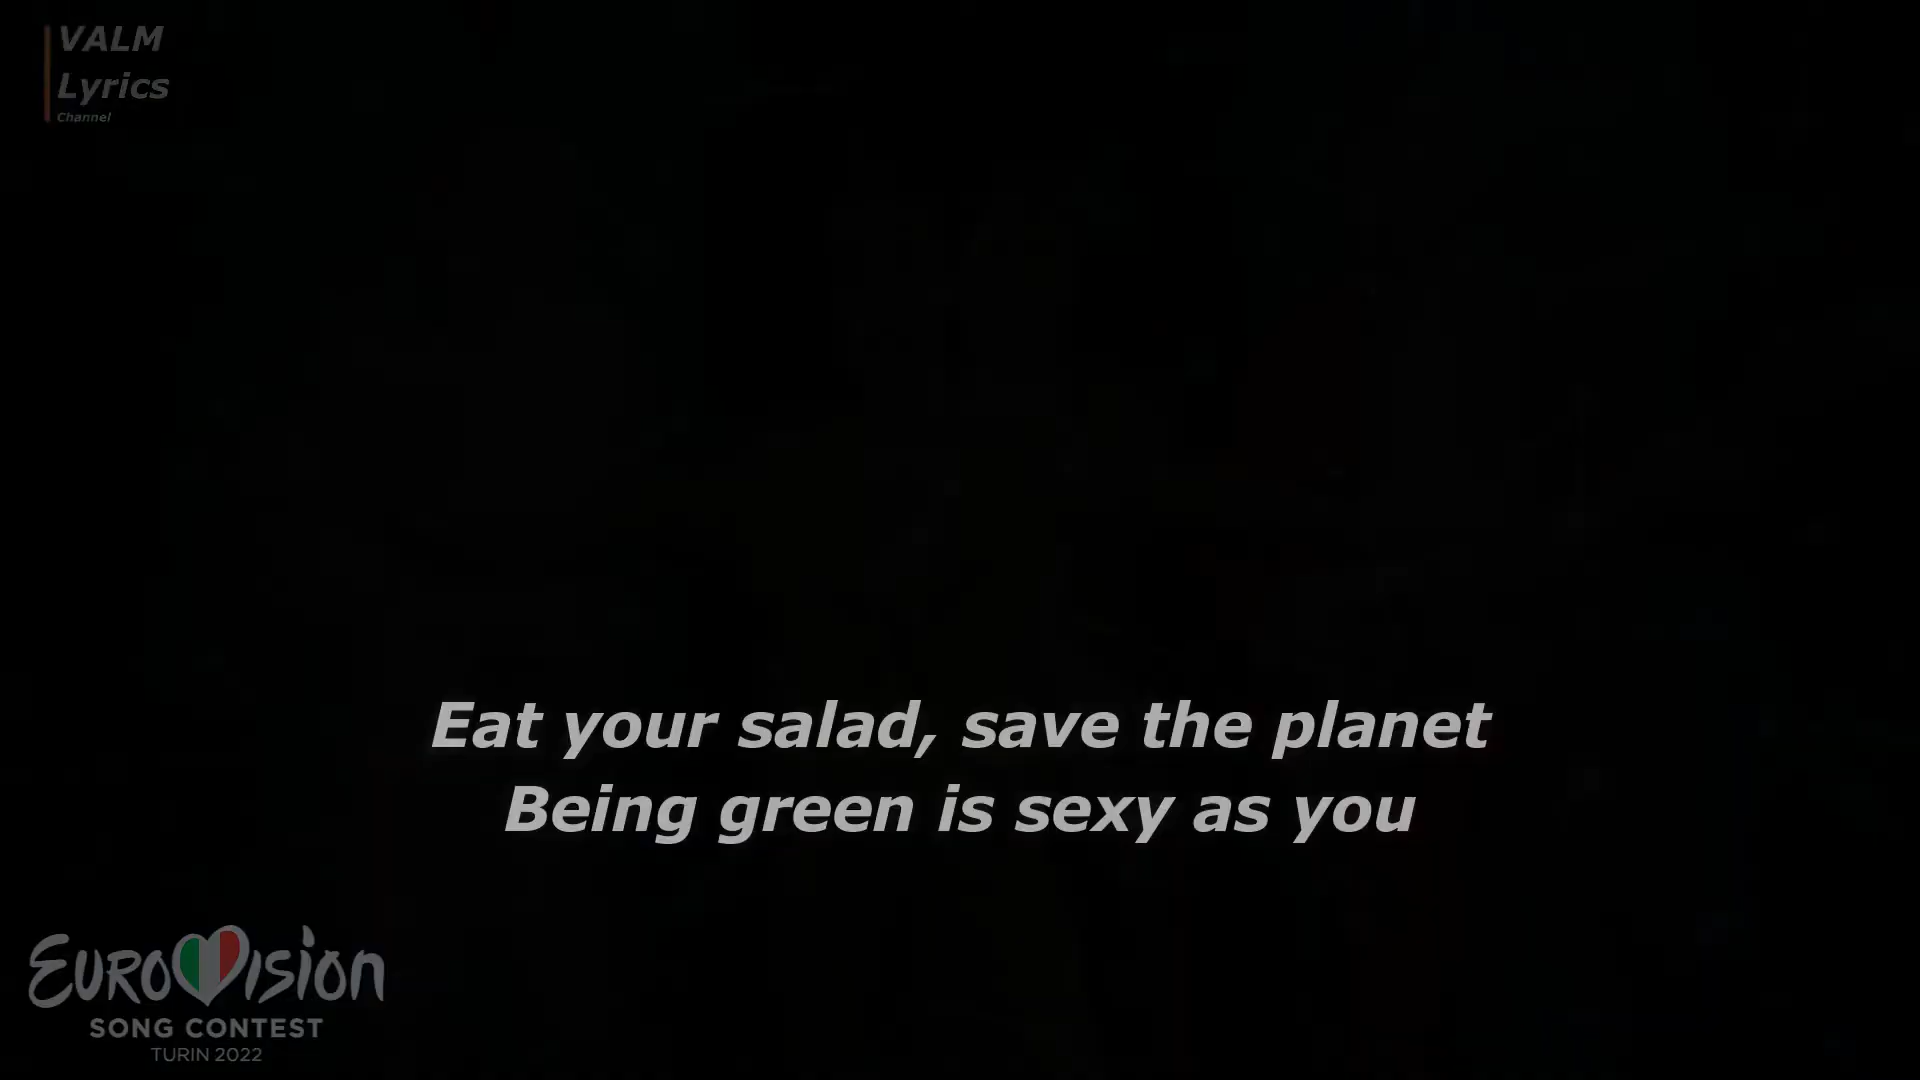 VALM
Lyrics
Channel
Eat your salad, save the planet
Being green is sexy as you
EUROVISION
SONG CONTEST
TURIN 2022